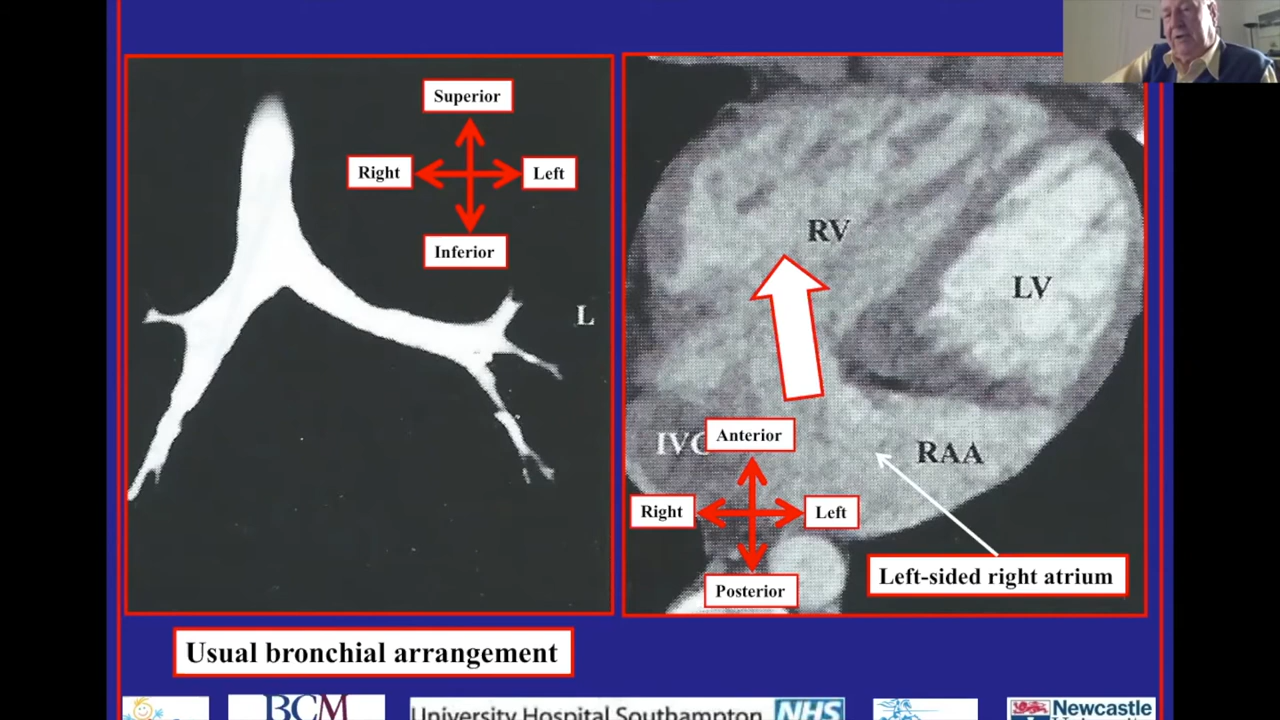 Superior
Right
Left
Inferior
L
RV
LV
Anterior
RAA
Right
Left
Left-sided right atrium
Posterior
Usual bronchial arrangement
BCM
University Hospital Southampton
NHS
Newcastle